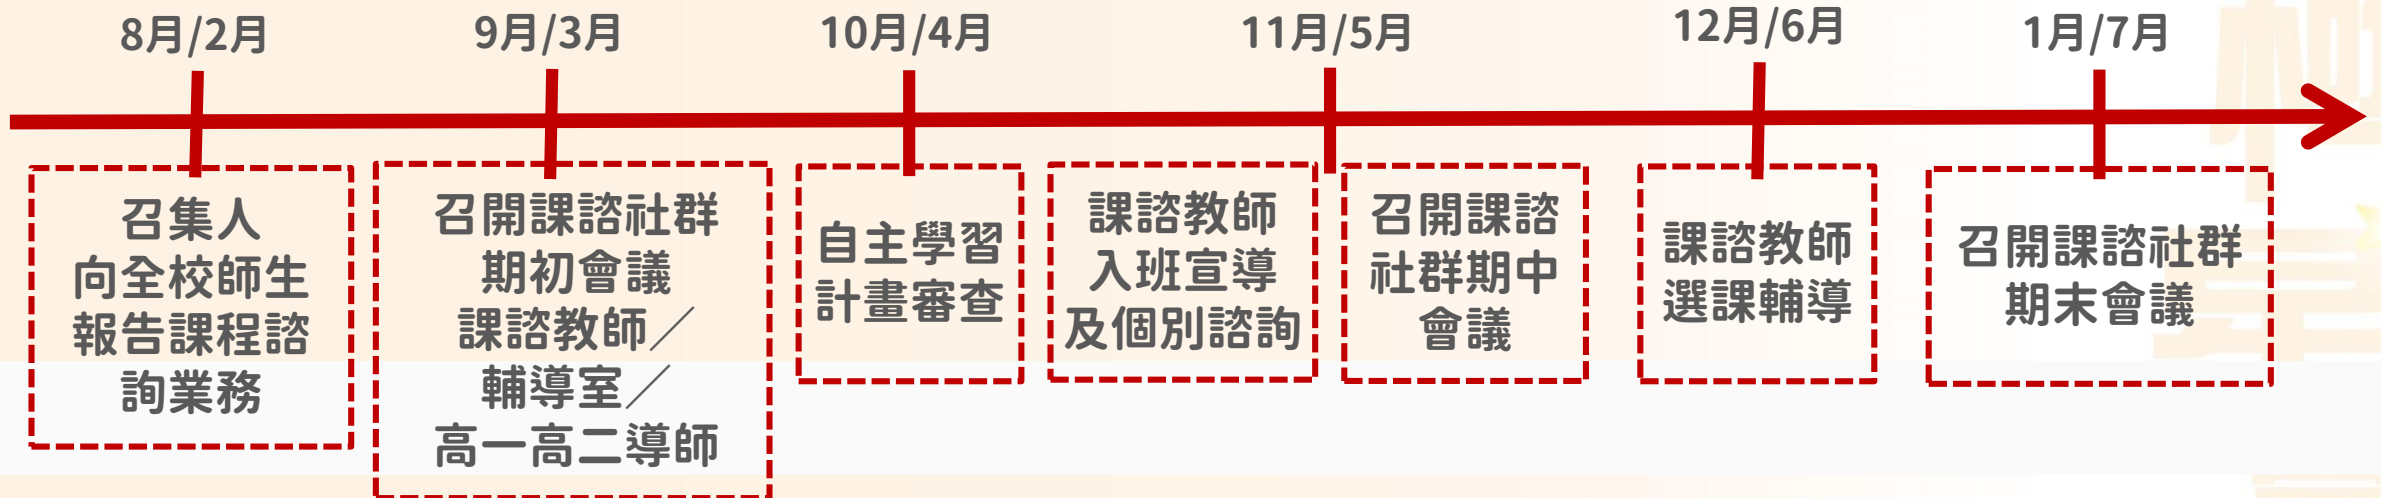 8月/2月
9月/3月
10月/4月
11月/5月
12月/6月
1月/7月
召集人
向全校師生
報告課程諮
詢業務
召開課諮社群
期初會議
課諮教師／
輔導室／
高一高二導師
自主學習
計畫審查
課諮教師
入班宣導
及個別諮詢
召開課諮
社群期中
會議
課諮教師
選課輔導
召開課諮社群
期末會議